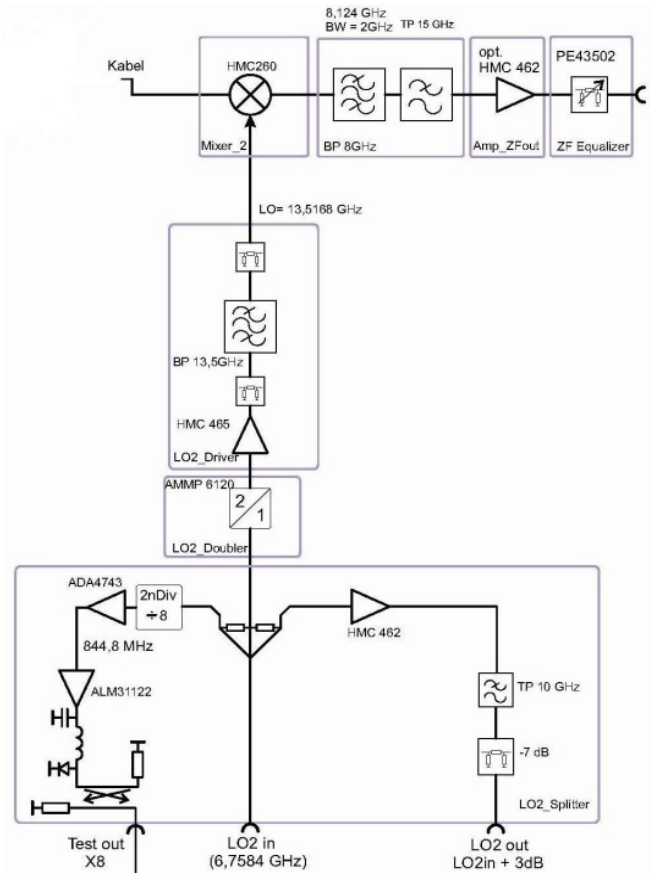 8,124 GHz
BW = 2GHz TP 15 GHz
Kabel
HMC260
opt.
HMC 462
PE43502
Mixer_2
BP 8GHz
Amp_ZFout
ZF Equalizer
LO= 13,5168 GHz
BP 13,5GHz
HMC 465
LO2_Driver
AMMP 6120
2
1
LO2_Doubler
ADA4743
2nDiv
÷8
844,8 MHz
HMC 462
ALM31122
TP 10 GHz
-7 dB
LO2_Splitter
Test out
X8
LO2 in
(6,7584 GHz)
LO2 out
LO2in + 3dB